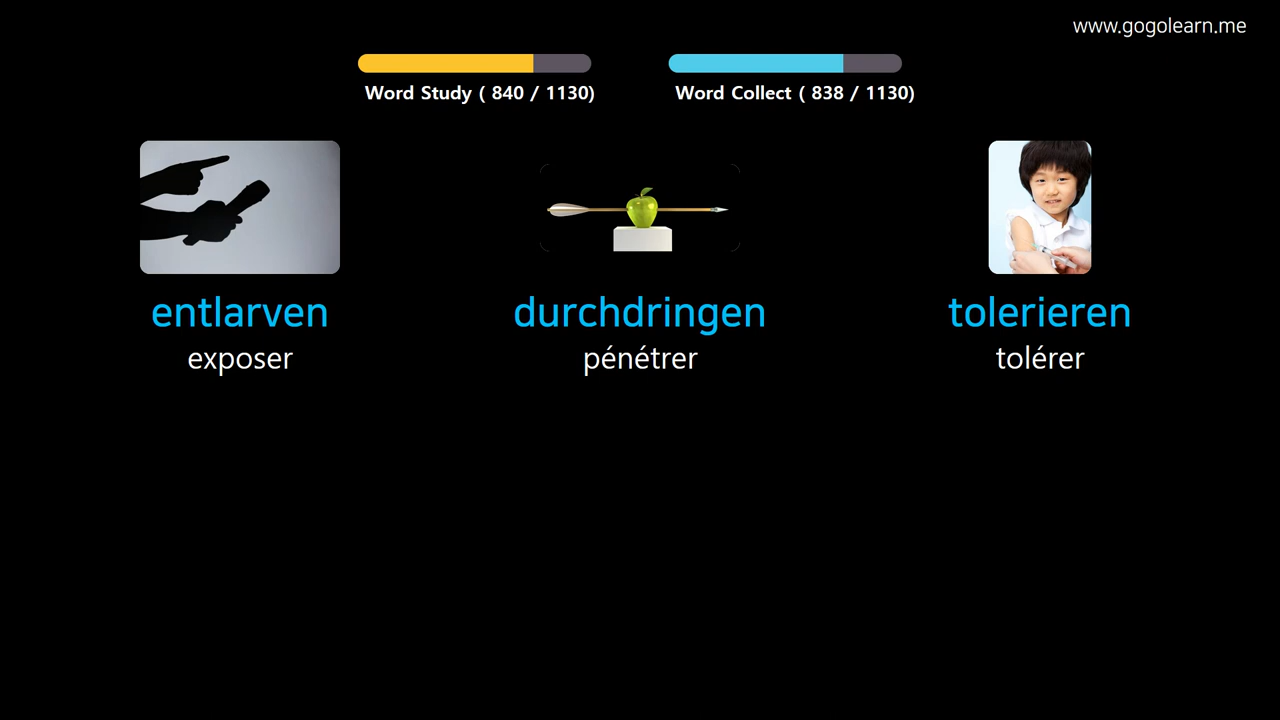 www.gogolearn.me
Word Study ( 840 / 1130)
Word Collect ( 838 / 1130)
entlarven
exposer
durchdringen
pénétrer
tolerieren
tolérer